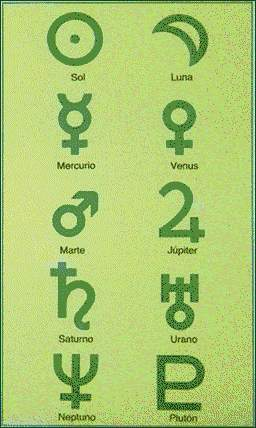 Sol Luna
Mercurio Venus
Marte Júpiter
Saturno Urano
Neptuno Plutón